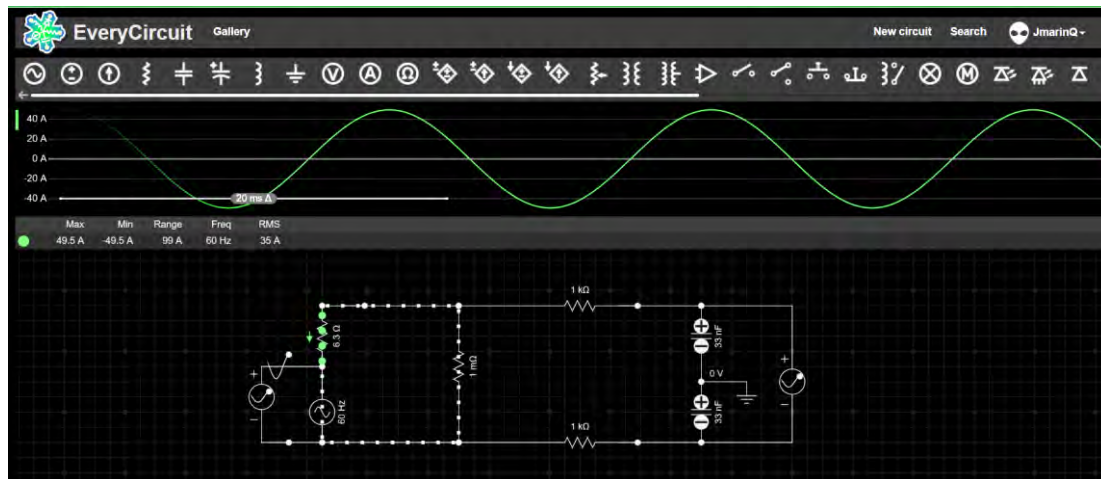 EveryCircuit Gallery New circuit Search JmarinQ
V A Ω M
40 A
20 A
0 A
-20 A
-40 A
20 ms Δ
Max Min Range Freq RMS
49.5 A -49.5 A 99 A 60 Hz 35 A
1 kΩ
6.3 Ω
33 nF
1 mΩ
0 V
60 Hz
33 nF
1 kΩ